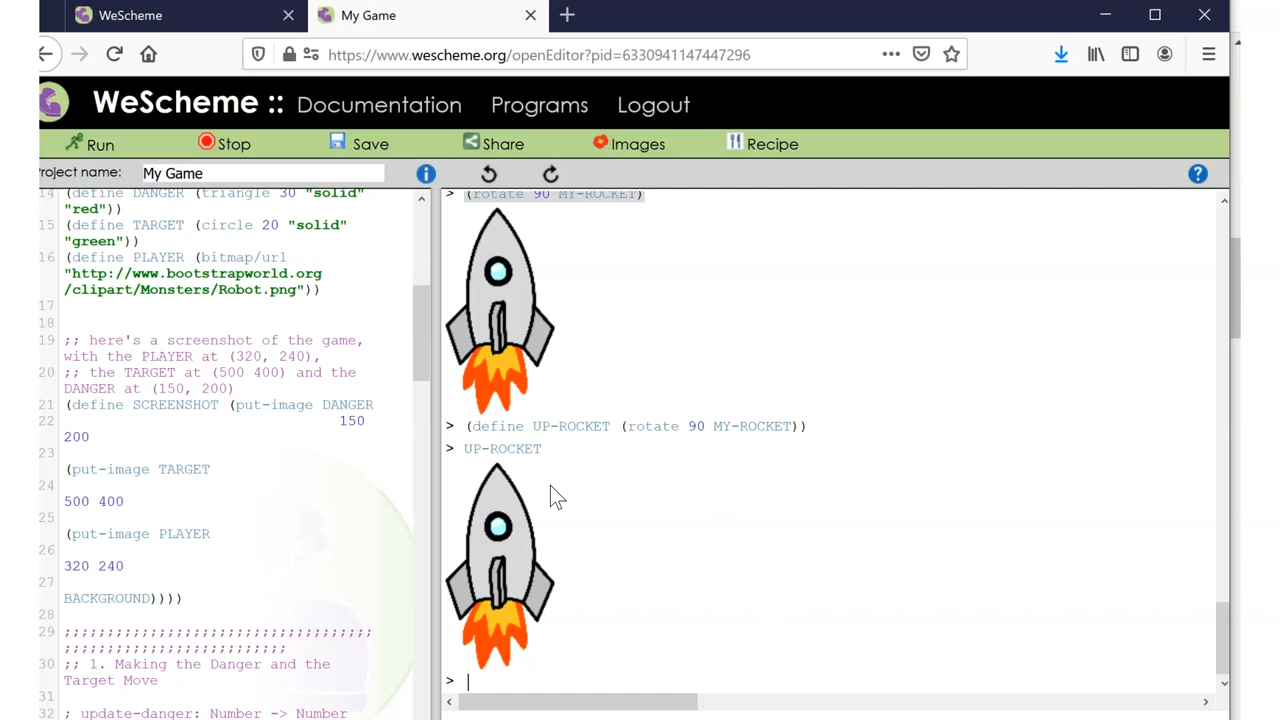 WeScheme
My Game
https://www.wescheme.org/openEditor?pid=6330941147447296
WeScheme :: Documentation Programs Logout
Run Stop Save Share Images Recipe
roject name: My Game
14 (define DANGER (triangle 30 "solid"
"red"))
15 (define TARGET (circle 20 "solid"
"green"))
16 (define PLAYER (bitmap/url
"http://www.bootstrapworld.org
/clipart/Monsters/Robot.png"))
17
18
19 ;; here's a screenshot of the game,
with the PLAYER at (320, 240),
20 ;; the TARGET at (500 400) and the
DANGER at (150, 200)
21 (define SCREENSHOT (put-image DANGER
22 150
200
23
(put-image TARGET
24
500 400
25
(put-image PLAYER
26
320 240
27
BACKGROUND))))
28
29 ;;;;;;;;;;;;;;;;;;;;;;;;;;;;;;;;;;;;
;;;;;;;;;;;;;;;;;;;;;;;;;;
30 ;; 1. Making the Danger and the
Target Move
31
32 ; update-danger: Number -> Number
> (rotate 90 MY-ROCKET)
> (define UP-ROCKET (rotate 90 MY-ROCKET))
> UP-ROCKET
>